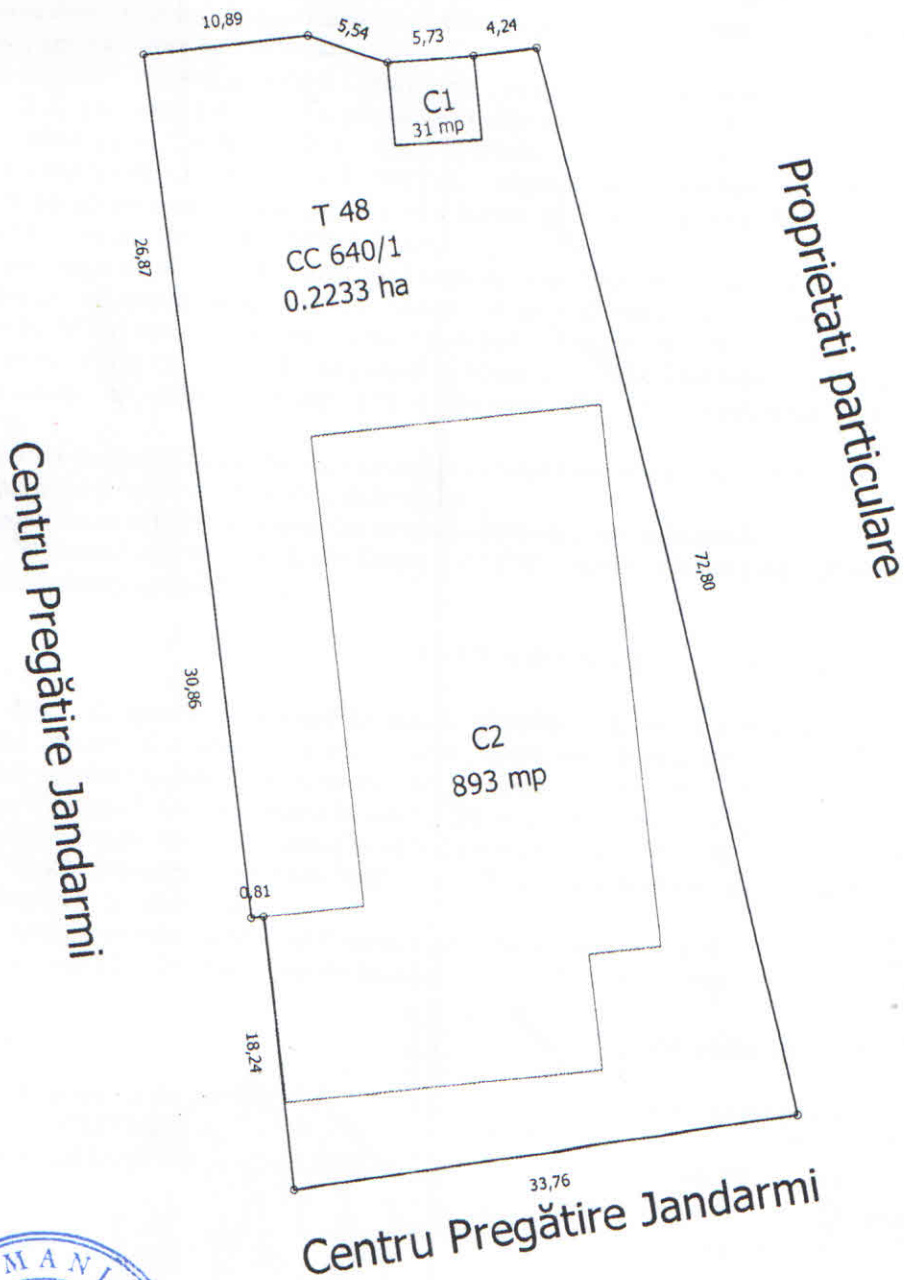 10,89
5,54
5,73
4,24
C1
31 mp
T 48
CC 640/1
0.2233 ha
26,87
Proprietati particulare
72,80
Centru Pregătire Jandarmi
30,86
C2
893 mp
0,81
18,24
33,76
Centru Pregătire Jandarmi
MANI